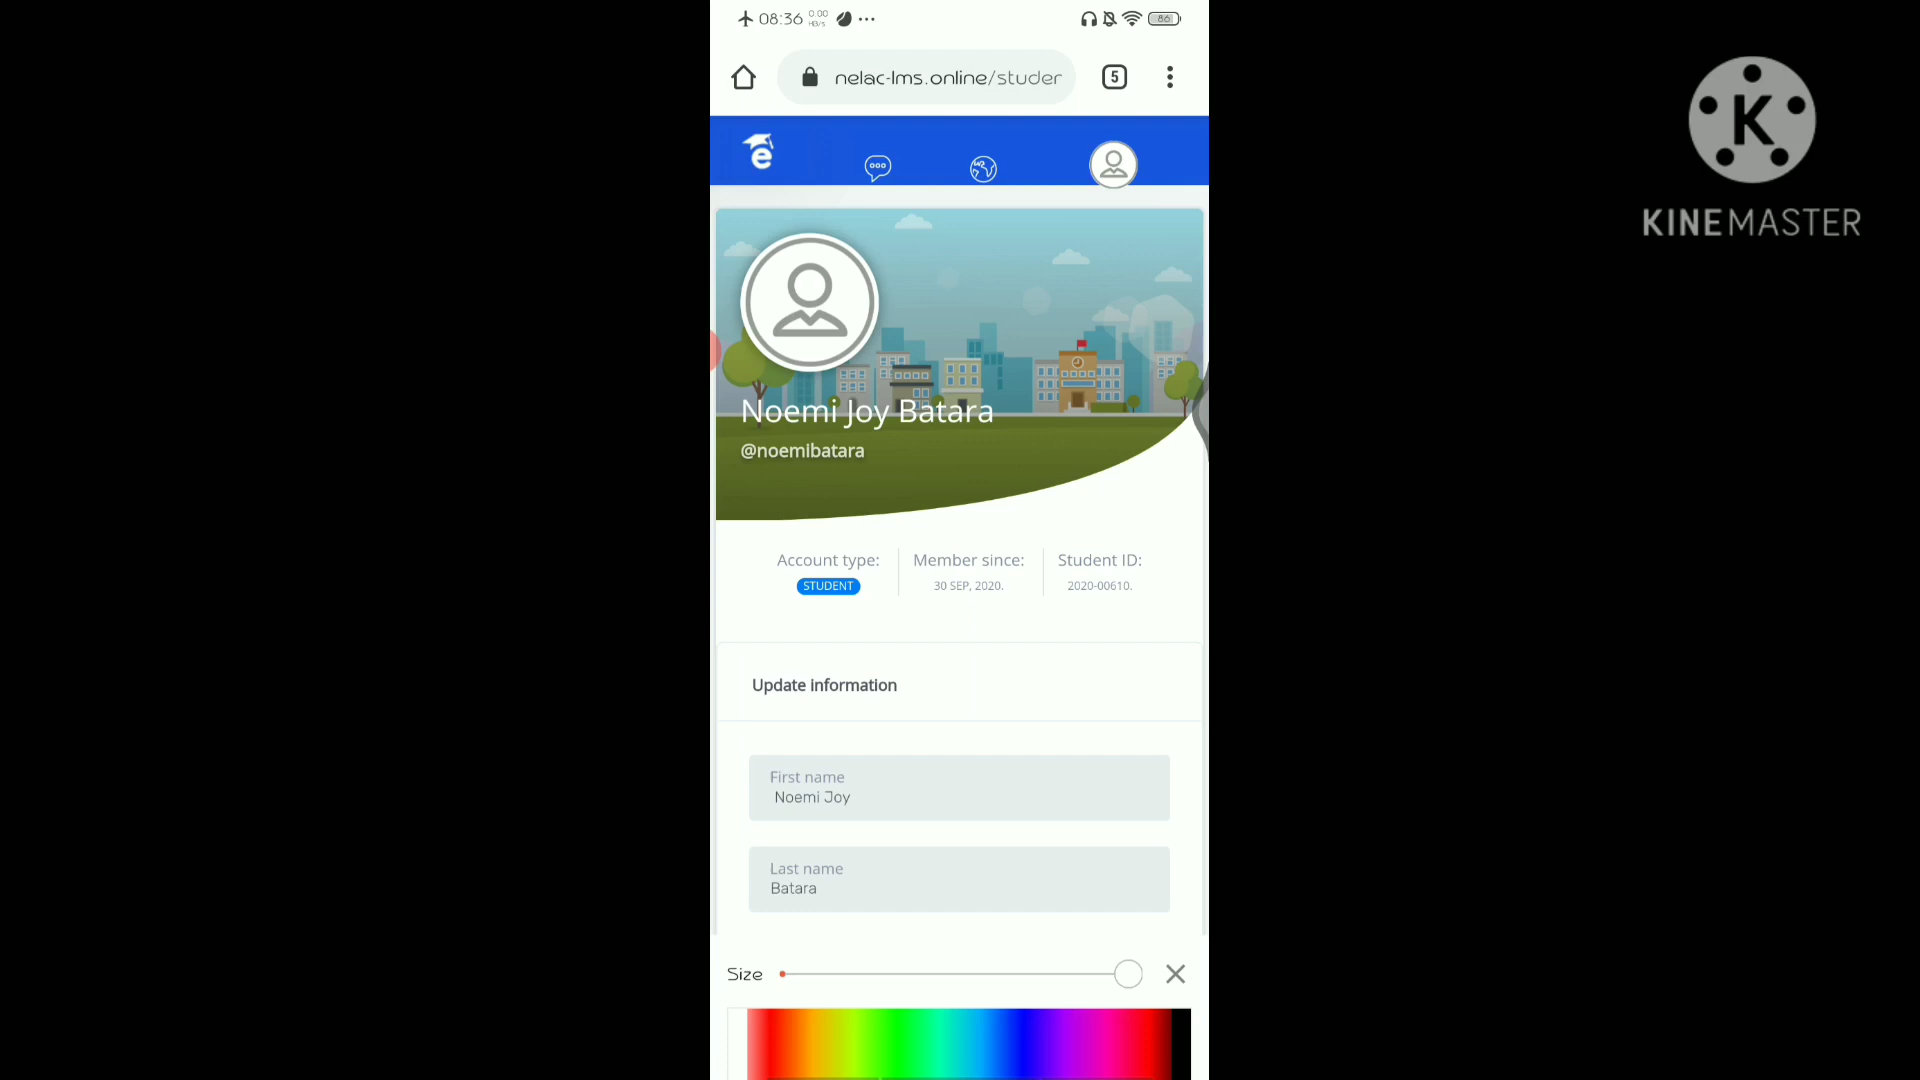 08:36
0.00
KB/s
86
nelac-lms.online/studer
5
e
K
KINEMASTER
Noemi Joy Batara
@noemibatara
Account type:
STUDENT
Member since:
30 SEP, 2020.
Student ID:
2020-00610.
Update information
First name
Noemi Joy
Last name
Batara
Size